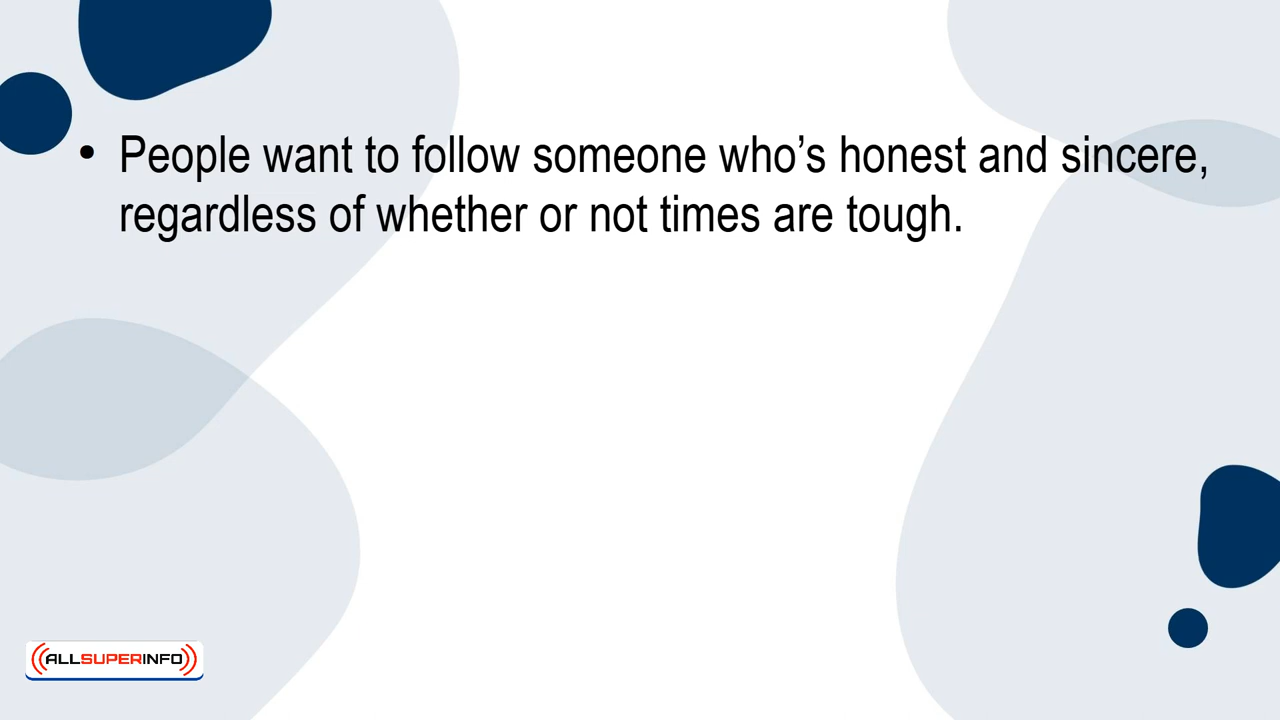 • People want to follow someone who’s honest and sincere,
regardless of whether or not times are tough.
ALLSUPERINFO